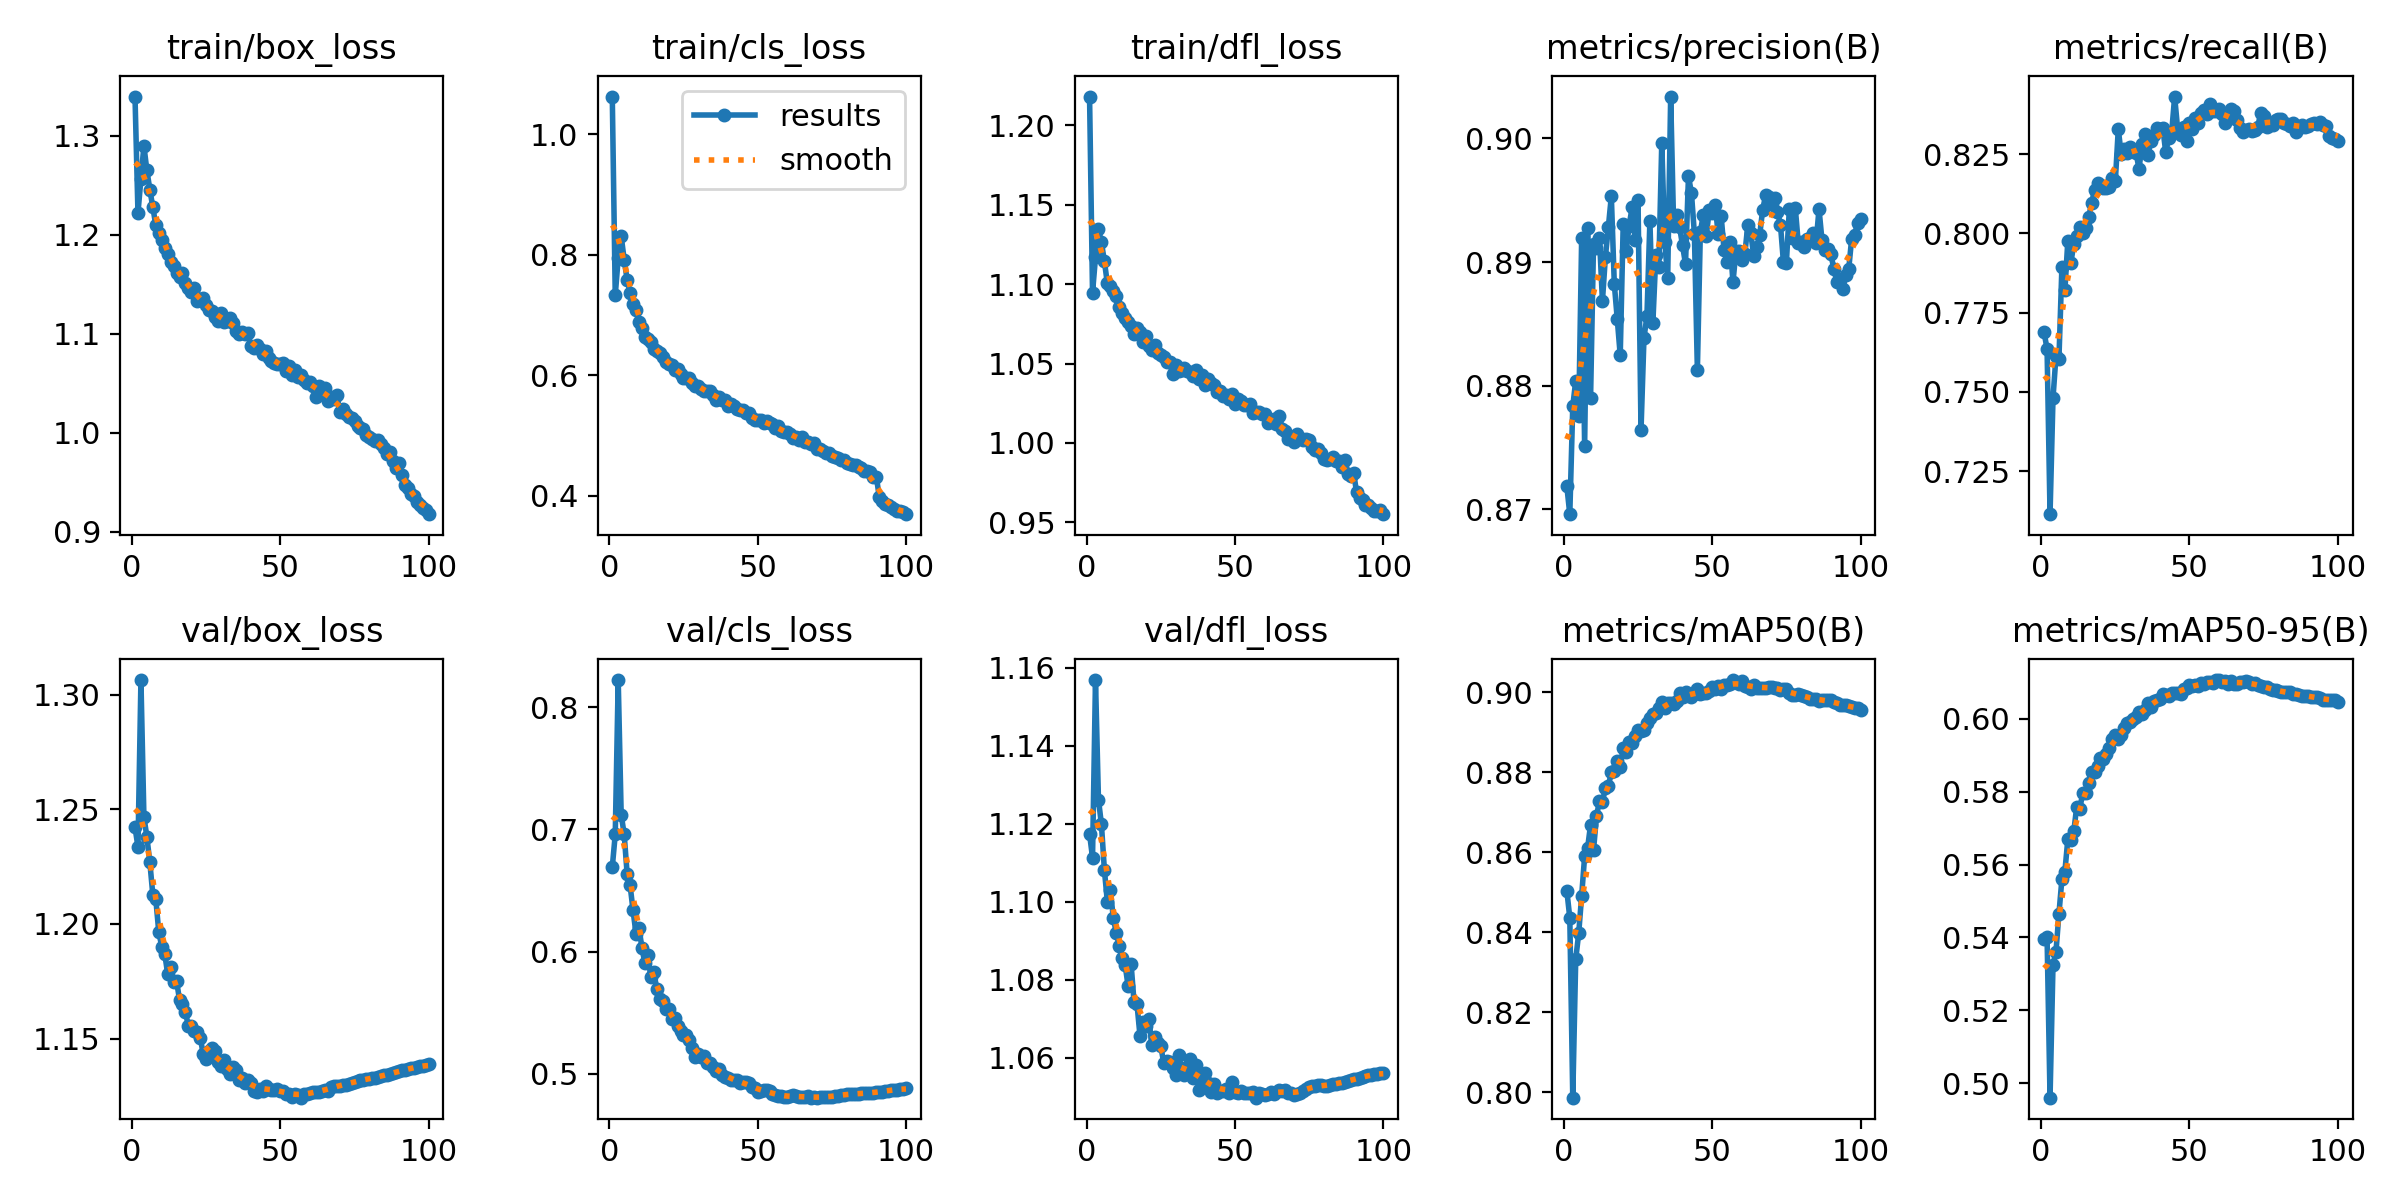 train/box_loss
1.3
1.2
1.1
1.0
0.9
0 50 100
train/cls_loss
results
smooth
1.0
0.8
0.6
0.4
0 50 100
train/dfl_loss
1.20
1.15
1.10
1.05
1.00
0.95
0 50 100
metrics/precision(B)
0.90
0.89
0.88
0.87
0 50 100
metrics/recall(B)
0.825
0.800
0.775
0.750
0.725
0 50 100
val/box_loss
1.30
1.25
1.20
1.15
0 50 100
val/cls_loss
0.8
0.7
0.6
0.5
0 50 100
val/dfl_loss
1.16
1.14
1.12
1.10
1.08
1.06
0 50 100
metrics/mAP50(B)
0.90
0.88
0.86
0.84
0.82
0.80
0 50 100
metrics/mAP50-95(B)
0.60
0.58
0.56
0.54
0.52
0.50
0 50 100